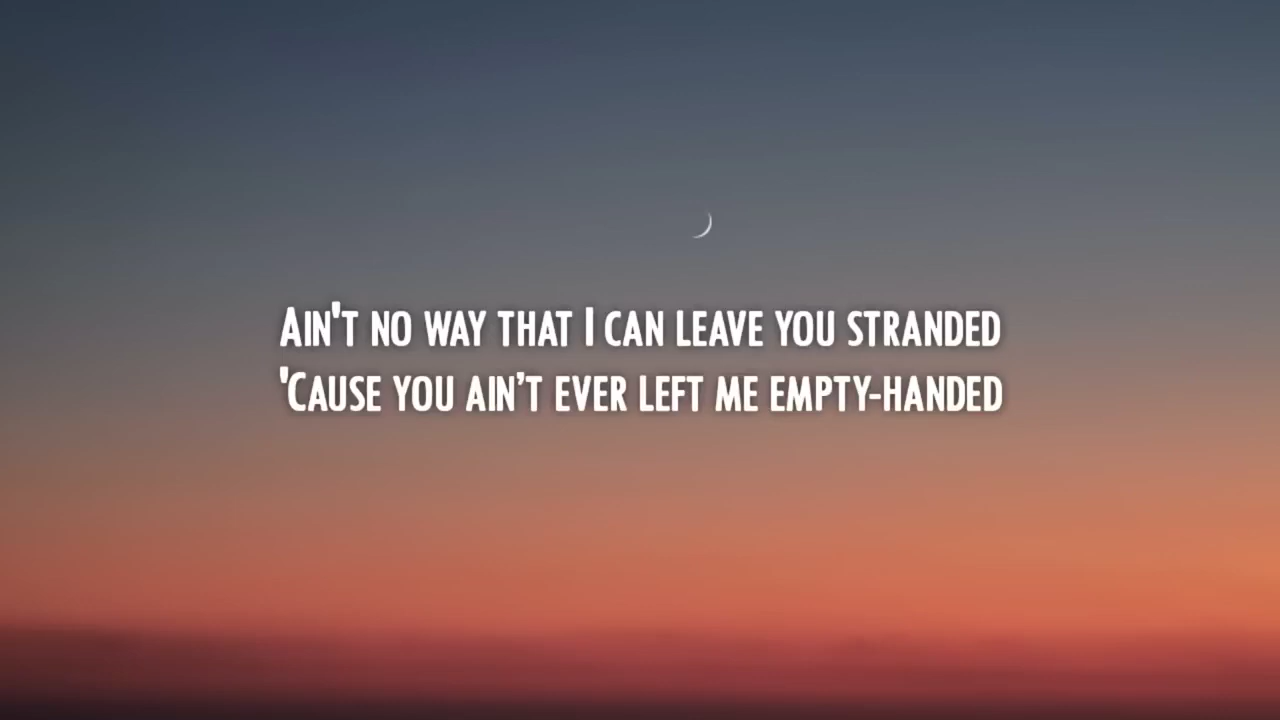 Ain't no way that I can leave you stranded
'Cause you ain’t ever left me empty-handed